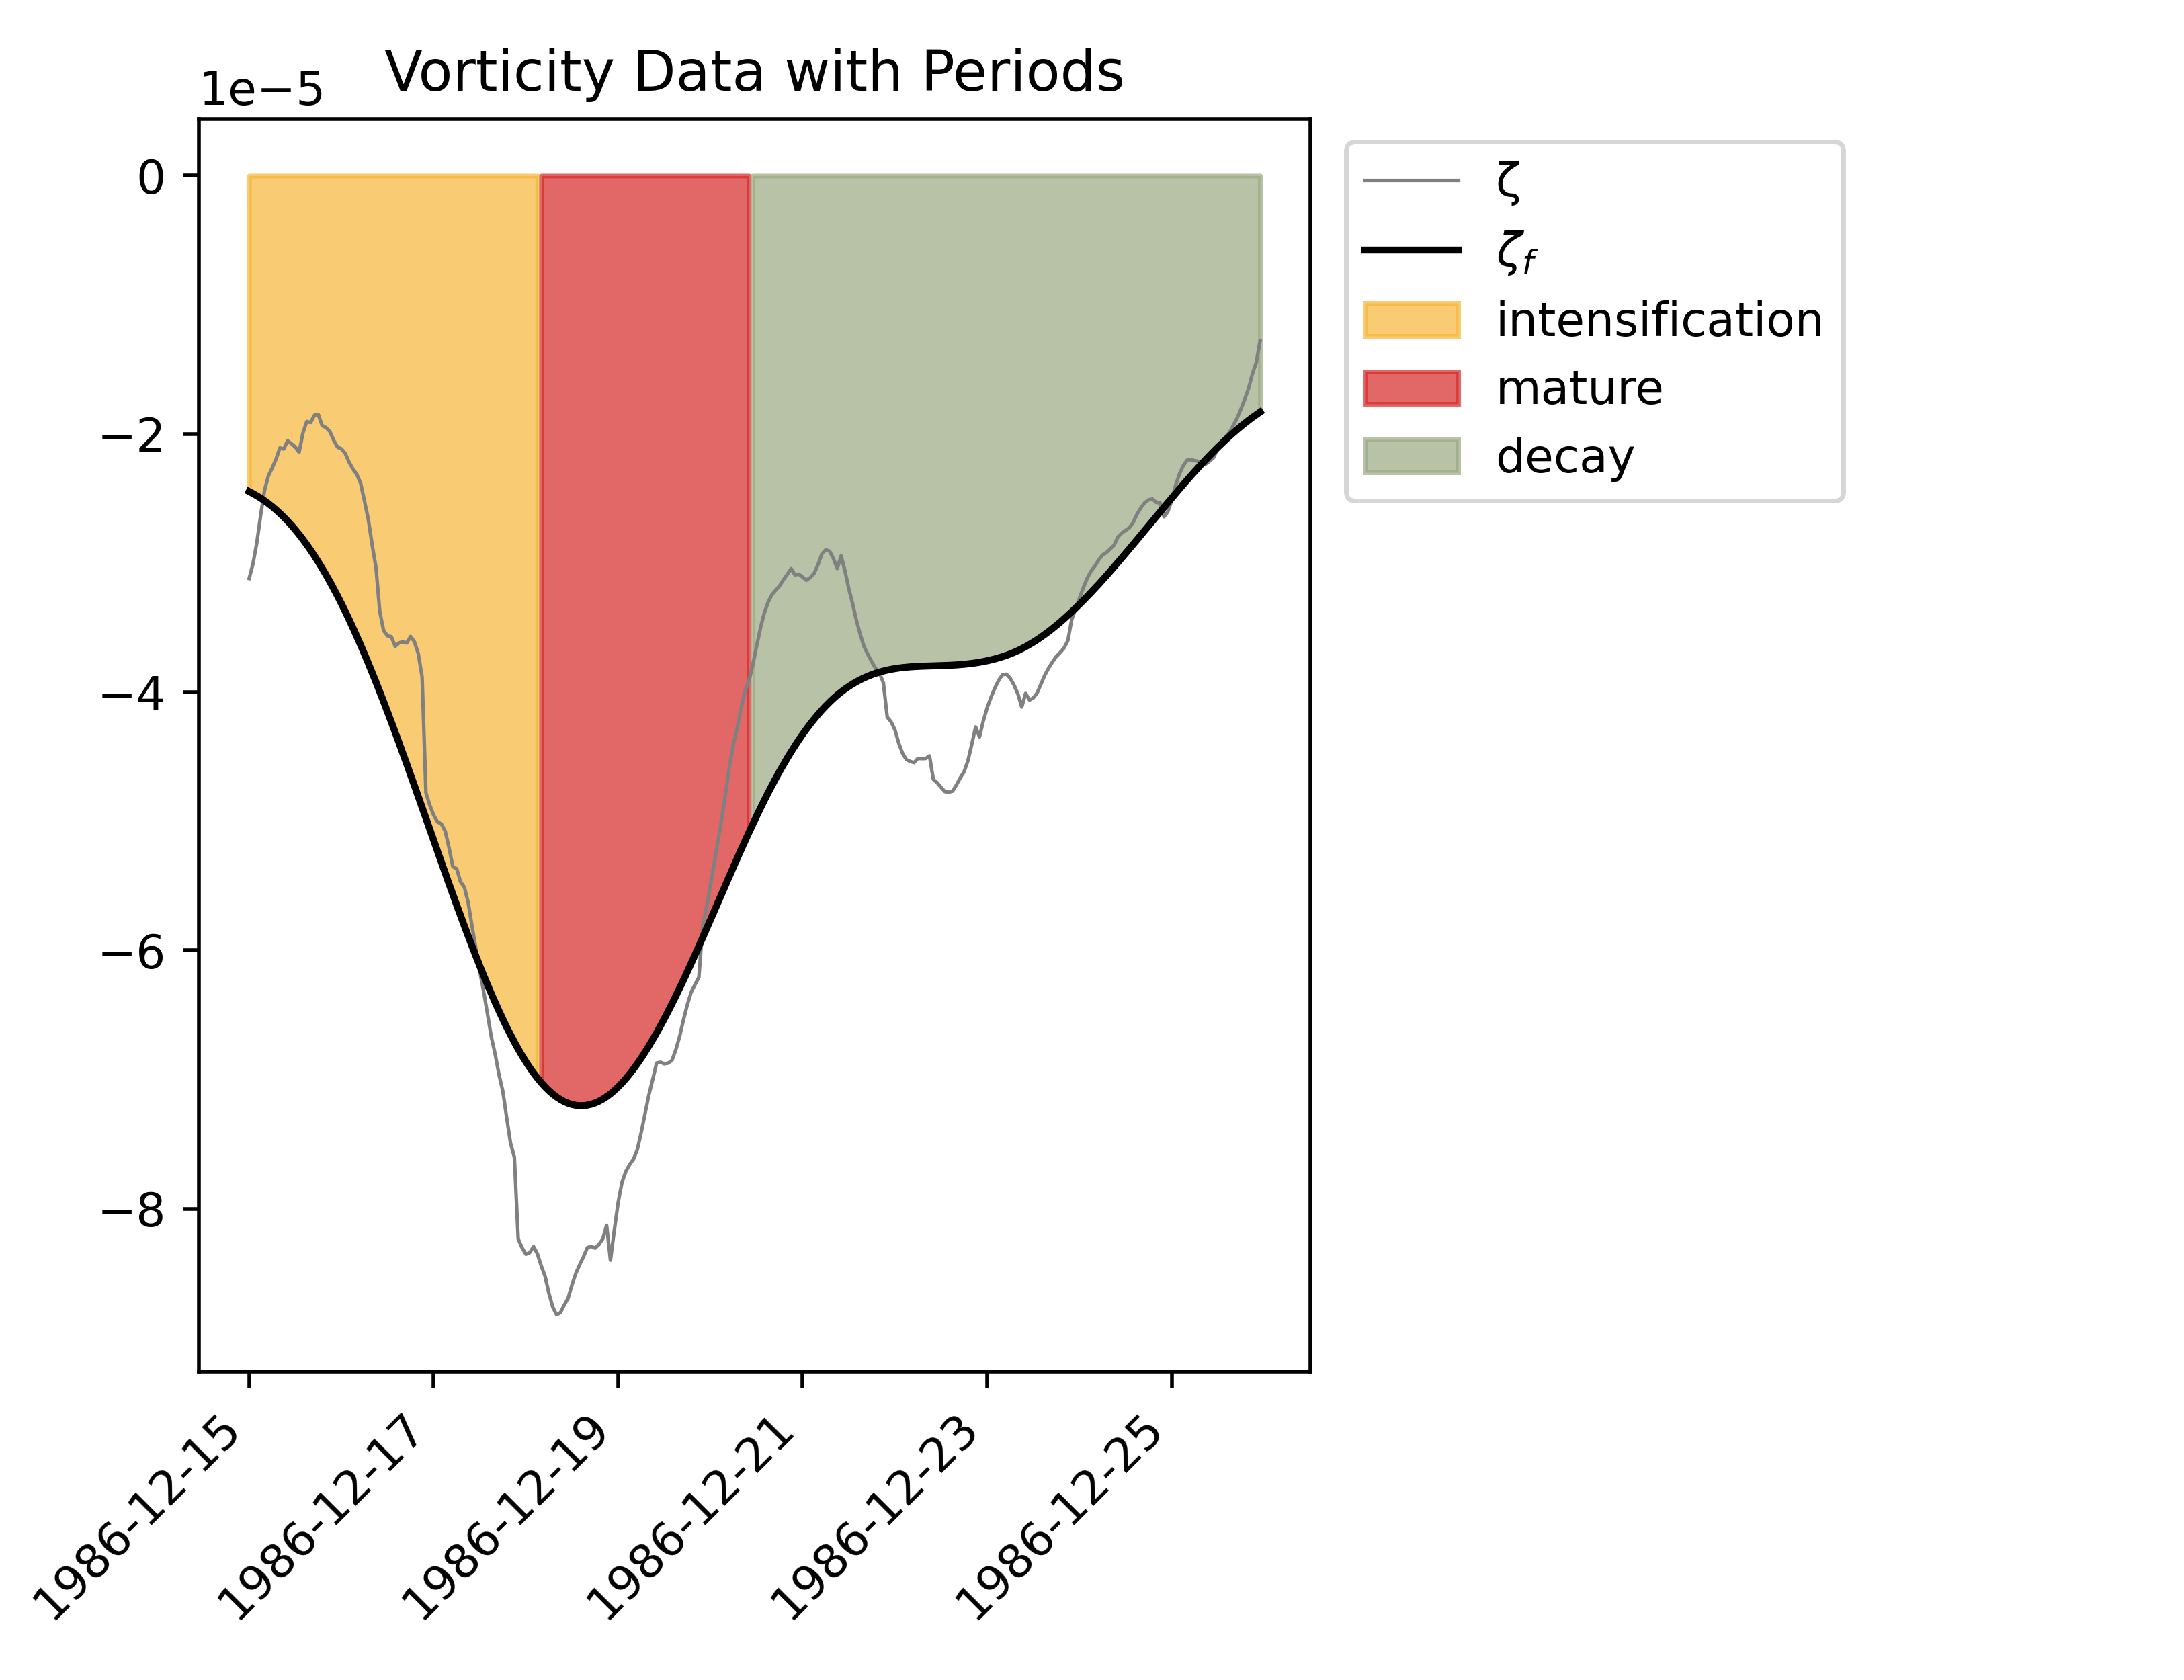 Vorticity Data with Periods
1e−5
0
−2
−4
−6
−8
1986-12-15
1986-12-17
1986-12-19
1986-12-21
1986-12-23
1986-12-25
ζ
ζf
intensification
mature
decay